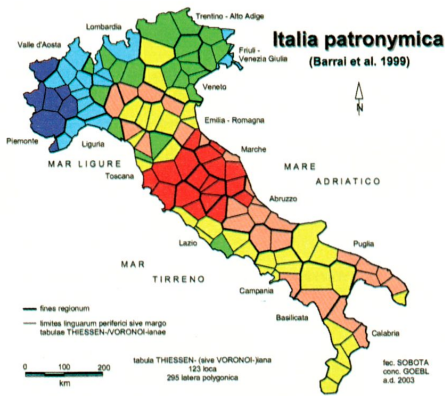 Italia patronymica
(Barrai et al. 1999)
N
Trentino - Alto Adige
Lombardia
Valle d'Aosta
Friuli -
Venezia Giulia
Veneto
Emilia - Romagna
Piemonte
Liguria
MAR LIGURE
Marche
Toscana
MARE
ADRIATICO
Abruzzo
Lazio
Puglia
MAR
TIRRENO
Campania
Basilicata
Calabria
fines regionum
limites linguarum periferici sive margo
tabulae THIESSEN-/VORONOI-ianae
0 100 200
km
tabula THIESSEN- (sive VORONOI-)iana
123 loca
295 latera polygonica
fec. SOBOTA
conc. GOEBL
a.d. 2003